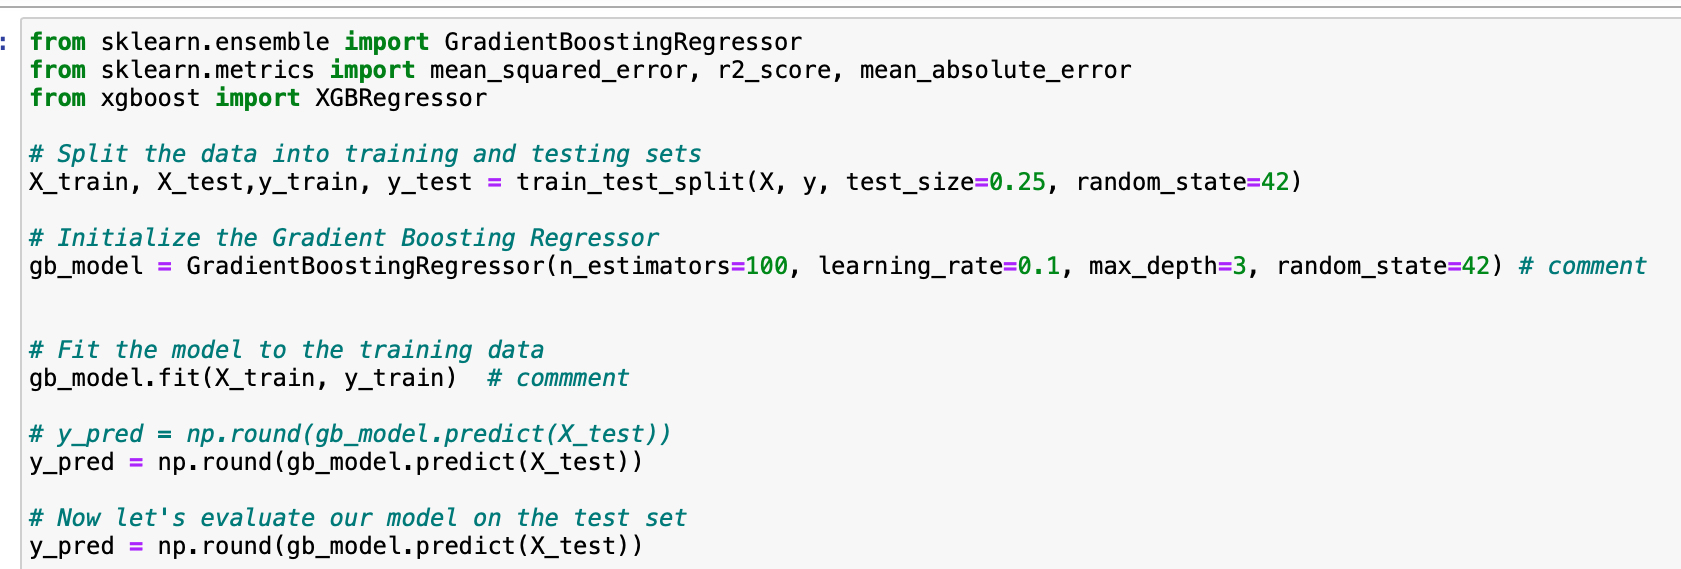 :
from sklearn.ensemble import GradientBoostingRegressor
from sklearn.metrics import mean_squared_error, r2_score, mean_absolute_error
from xgboost import XGBRegressor
# Split the data into training and testing sets
X_train, X_test,y_train, y_test = train_test_split(X, y, test_size=0.25, random_state=42)
# Initialize the Gradient Boosting Regressor
gb_model = GradientBoostingRegressor(n_estimators=100, learning_rate=0.1, max_depth=3, random_state=42) # comment
# Fit the model to the training data
gb_model.fit(X_train, y_train)  # commment
# y_pred = np.round(gb_model.predict(X_test))
y_pred = np.round(gb_model.predict(X_test))
# Now let's evaluate our model on the test set
y_pred = np.round(gb_model.predict(X_test))